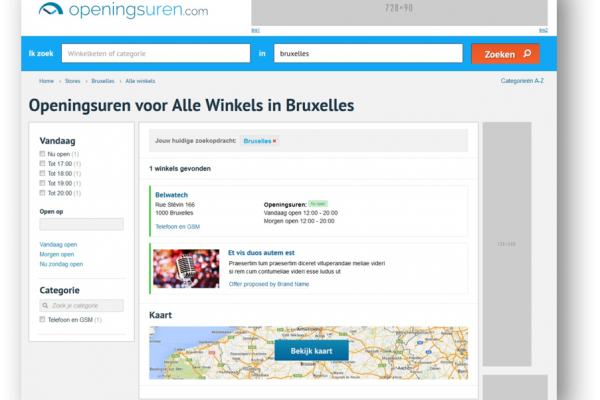 openingsuren.com
728×90
Ik zoek
Winkelketen of categorie
in
bruxelles
Zoeken
Home › Stores › Bruxelles › Alle winkels
Categorieën A-Z
Openingsuren voor Alle Winkels in Bruxelles
Vandaag
Nu open (1)
Tot 17:00 (1)
Tot 18:00 (1)
Tot 19:00 (1)
Tot 20:00 (1)
Open op
Vandaag open
Morgen open
Nu zondag open
Categorie
Zoek je categorie
Telefoon en GSM (1)
Jouw huidige zoekopdracht: Bruxelles ×
1 winkels gevonden
Belwatech
Rue Stévin 166
1000 Bruxelles
Telefoon en GSM
Openingsuren: Nu open
Vandaag open 12:00 - 20:00
Morgen open 12:00 - 20:00
Et vis duos autem est
Praesertim tum praesertim diceret vituperandae meliae videri
si rem cum contumeliae videri esse ludus ut
Offer proposed by Brand Name
Kaart
Bekijk kaart